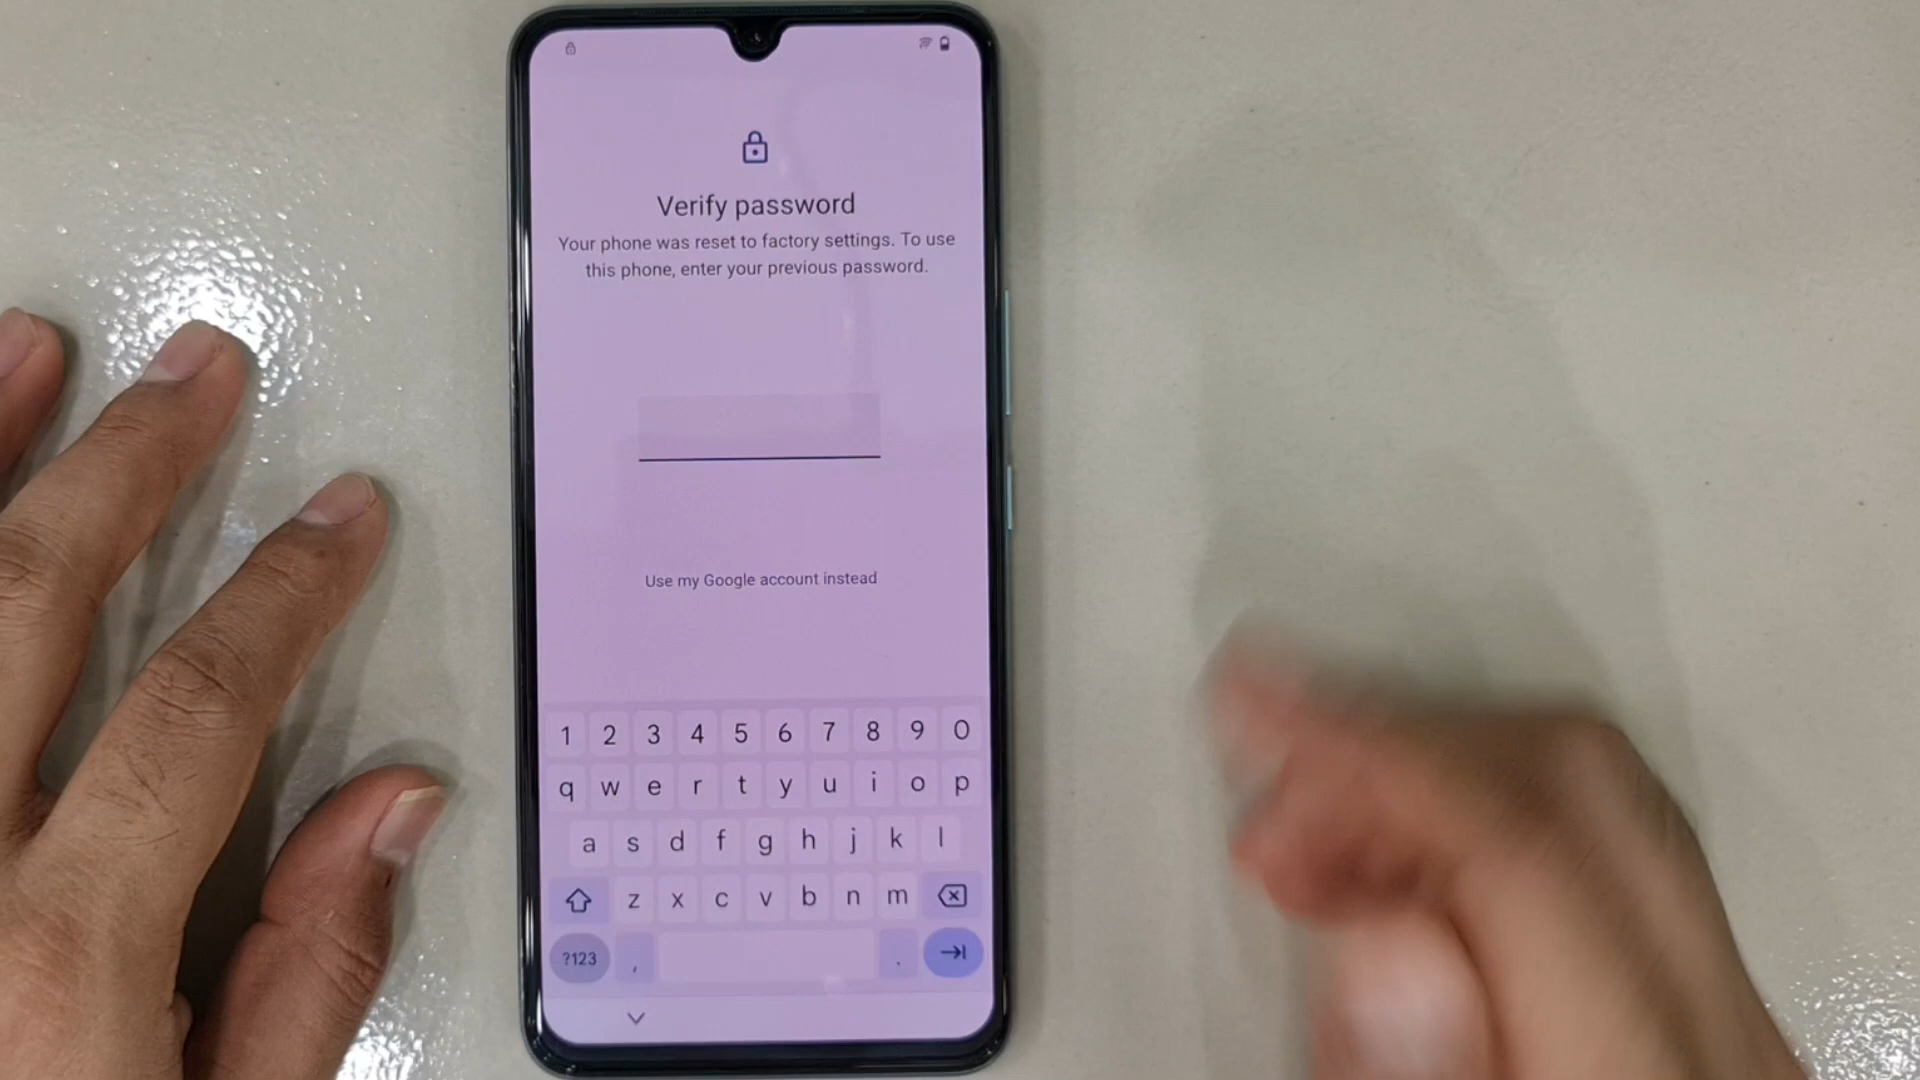 Verify password
Your phone was reset to factory settings. To use
this phone, enter your previous password.
Use my Google account instead
1 2 3 4 5 6 7 8 9 0
q w e r t y u i o p
a s d f g h j k l
z x c v b n m
?123 , .